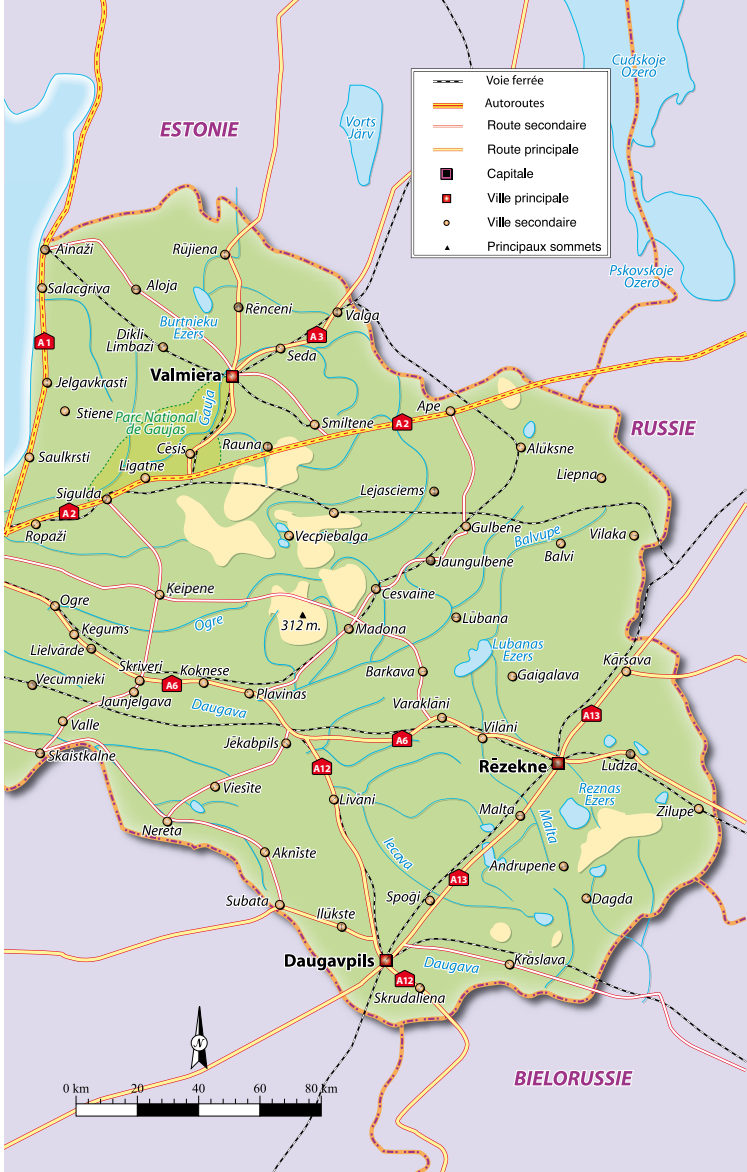 Cudskoje
Ozero
Voie ferrée
Autoroutes
Route secondaire
Route principale
Capitale
Ville principale
Ville secondaire
Principaux sommets
ESTONIE
Vorts
Järv
Pskovskoje
Ozero
Ainaži
Rūjiena
Salacgriva
Aloja
Burtnieku
Ezers
Rēnceni
Valga
A3
A1
Dikli
Limbazi
Seda
Valmiera
Jelgavkrasti
Gauja
Stiene
Parc National
de Gaujas
Smiltene
Ape
A2
RUSSIE
Cēsis
Rauna
Alūksne
Saulkrsti
Ligatne
Liepna
Sigulda
Lejasciems
A2
Ropaži
Vecpiebalga
Gulbene
Balvupe
Vilaka
Balvi
Jaungulbene
Ķeipene
Cesvaine
Ogre
Ogre
312 m.
Lūbana
Ķegums
Madona
Lielvārde
Lubanas
Ezers
Skriveri
Koknese
Barkava
Gaigalava
Kārsava
Vecumnieki
A6
Jaunjelgava
Plavinas
Daugava
Varaklāni
A13
Valle
Vilāni
Jēkabpils
A6
Skaistkalne
Rēzekne
Ludza
A12
Viesīte
Livāni
Reznas
Ezers
Malta
Zilupe
Nereta
Malta
Iecava
Aknīste
Andrupene
A13
Spoģi
Dagda
Subata
Ilūkste
Daugavpils
Daugava
Krāslava
A12
Skrudaliena
N
BIELORUSSIE
0 km 20 40 60 80 km